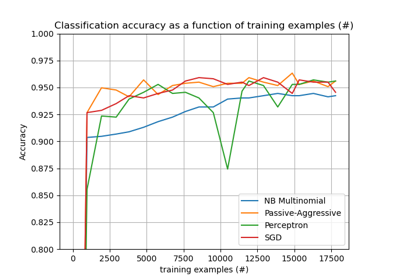 Classification accuracy as a function of training examples (#)
1.000
0.975
0.950
0.925
0.900
0.875
0.850
0.825
0.800
Accuracy
NB Multinomial
Passive-Aggressive
Perceptron
SGD
0 2500 5000 7500 10000 12500 15000 17500
training examples (#)